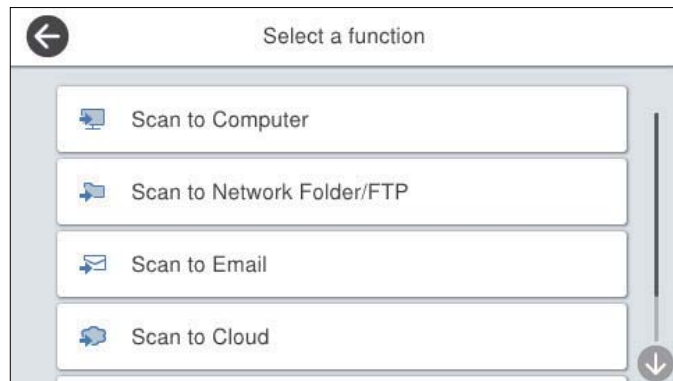 Select a function
Scan to Computer
Scan to Network Folder/FTP
Scan to Email
Scan to Cloud